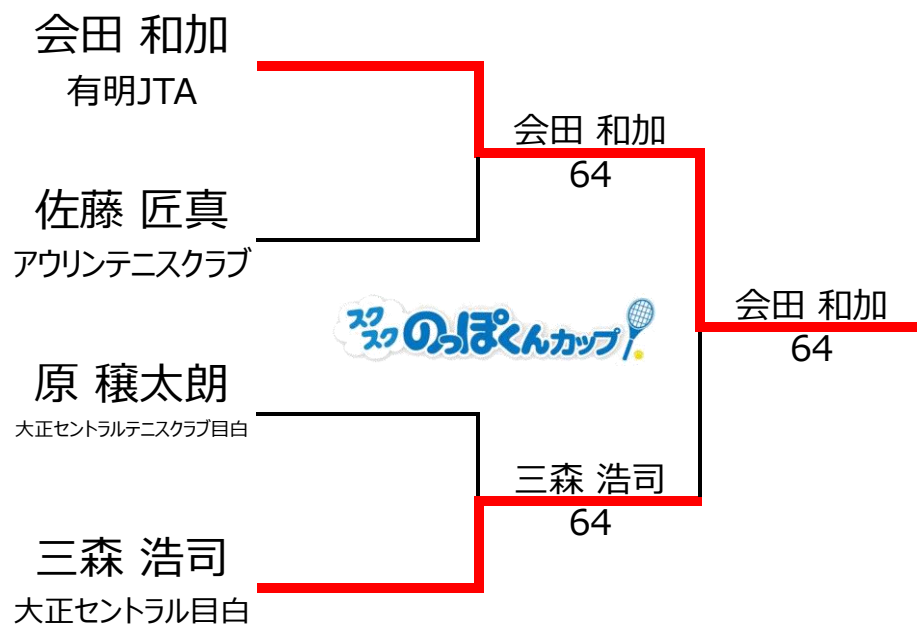 会田 和加
有明JTA
会田 和加
64
佐藤 匠真
アウリンテニスクラブ
スクスク のっぽくんカップ
会田 和加
64
原 穣太朗
大正セントラルテニスクラブ目白
三森 浩司
64
三森 浩司
大正セントラル目白